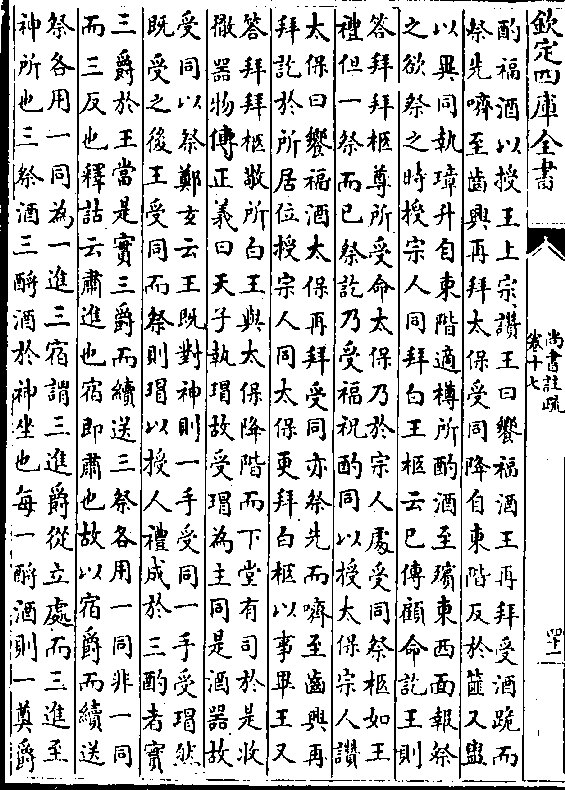 欽定四庫全書
尚書註疏
卷十七
四十二
酌福酒以授王上宗讚王曰饗福酒王再拜受酒跪而
祭先嚌至齒興再拜太保受同降自東階反於篚又盥
以異同執璋升自東階適樽所酌酒至殯東西面報祭
之欲祭之時授宗人同拜白王柩云已傳顧命訖王則
答拜拜柩尊所受命太保乃於宗人處受同祭柩如王
禮但一祭而已祭訖乃受福祝酌同以授太保宗人讚
太保曰饗福酒太保再拜受同亦祭先而嚌至齒興再
拜訖於所居位授宗人同太保更拜白柩以事畢王又
答拜拜柩敬所白王與太保降階而下堂有司於是收
撤器物傳正義曰天子執瑁故受瑁為主同是酒器故
受同以祭鄭玄云王既對神則一手受同一手受瑁然
既受之後王受同而祭則瑁以授人禮成於三酌者實
三爵於王當是實三爵而續送三祭各用一同非一同
而三反也釋詁云肅進也宿即肅也故以宿爵而續送
祭各用一同為一進三宿謂三進爵從立處而三進至
神所也三祭酒三酹酒於神坐也每一酹酒則一奠爵